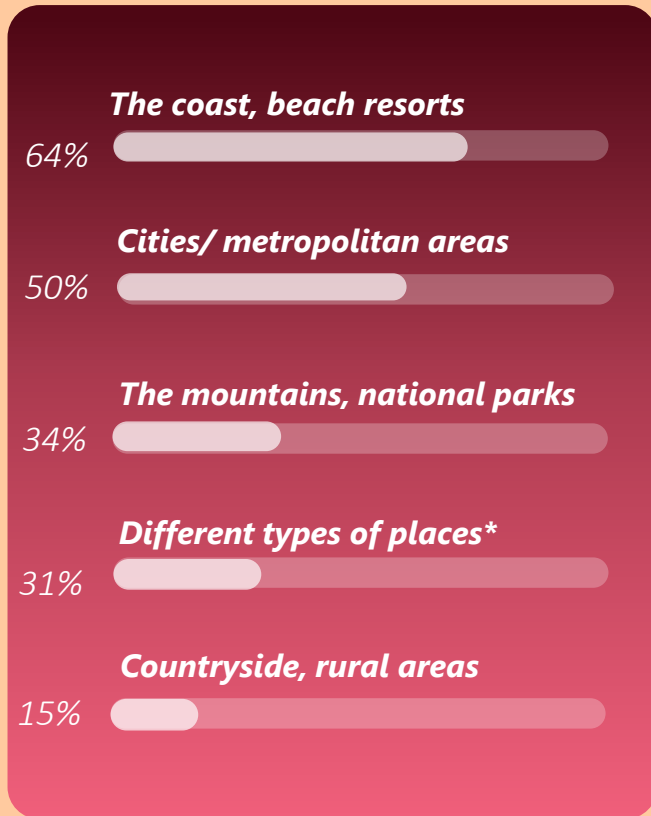 The coast, beach resorts
64%
Cities/ metropolitan areas
50%
The mountains, national parks
34%
Different types of places*
31%
Countryside, rural areas
15%